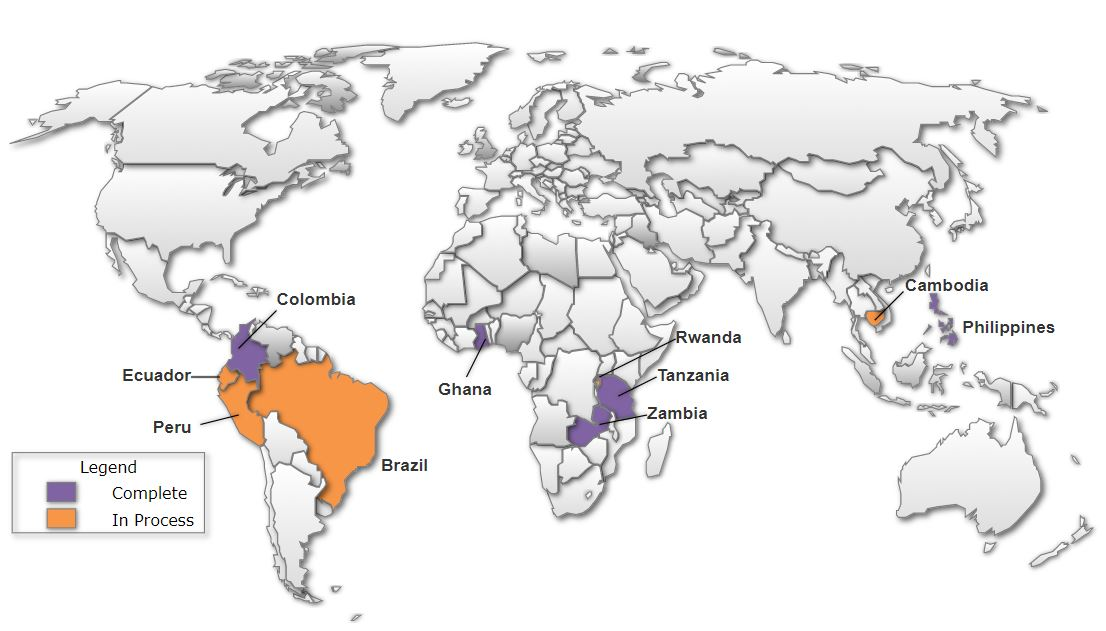 Colombia
Cambodia
Philippines
Rwanda
Ecuador
Tanzania
Ghana
Zambia
Peru
Brazil
Legend
Complete
In Process